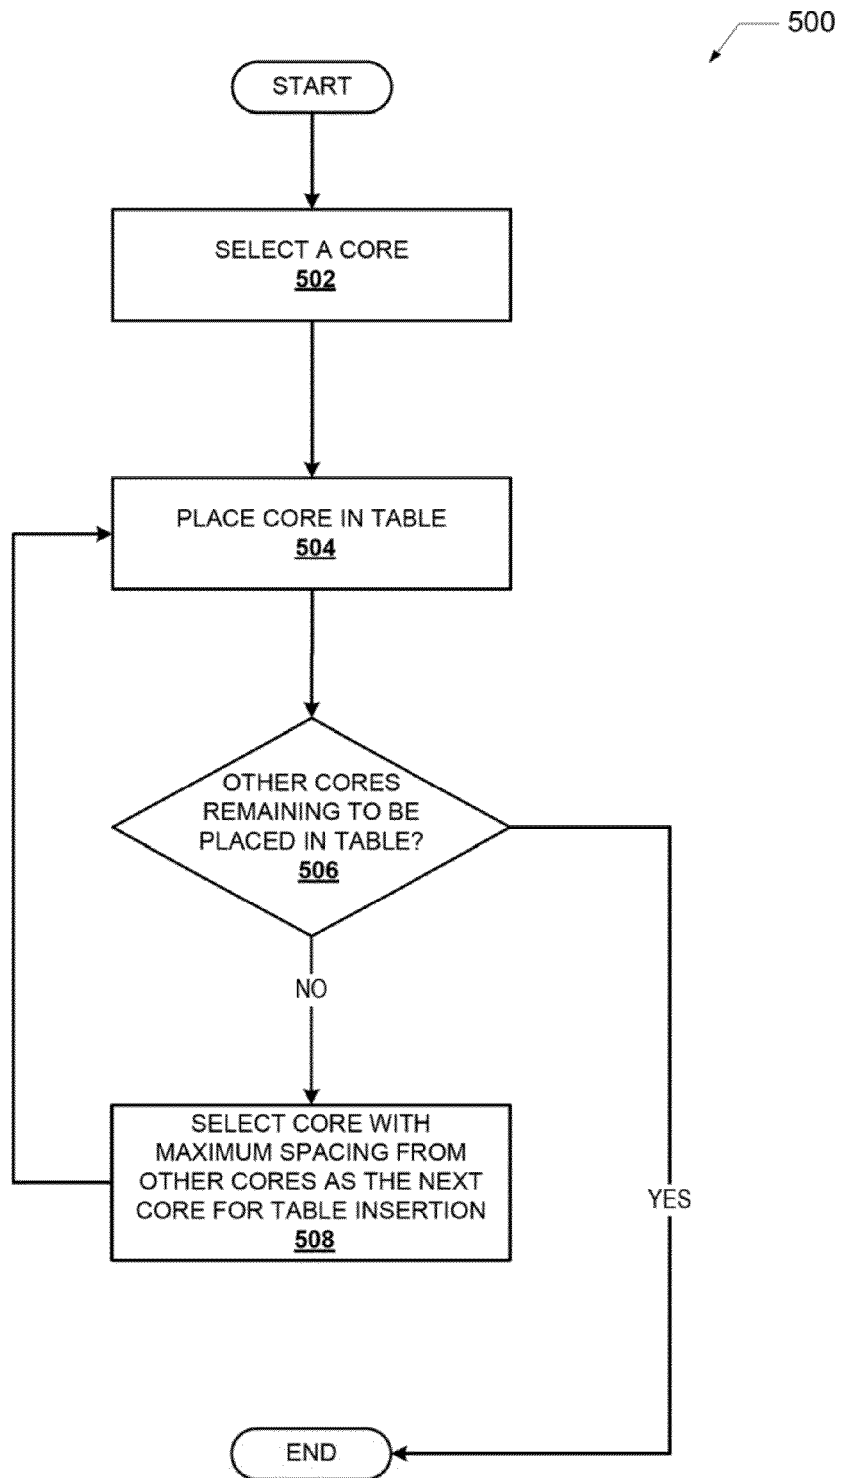 500
START
SELECT A CORE
502
PLACE CORE IN TABLE
504
OTHER CORES
REMAINING TO BE
PLACED IN TABLE?
506
NO
SELECT CORE WITH
MAXIMUM SPACING FROM
OTHER CORES AS THE NEXT
CORE FOR TABLE INSERTION
508
YES
END